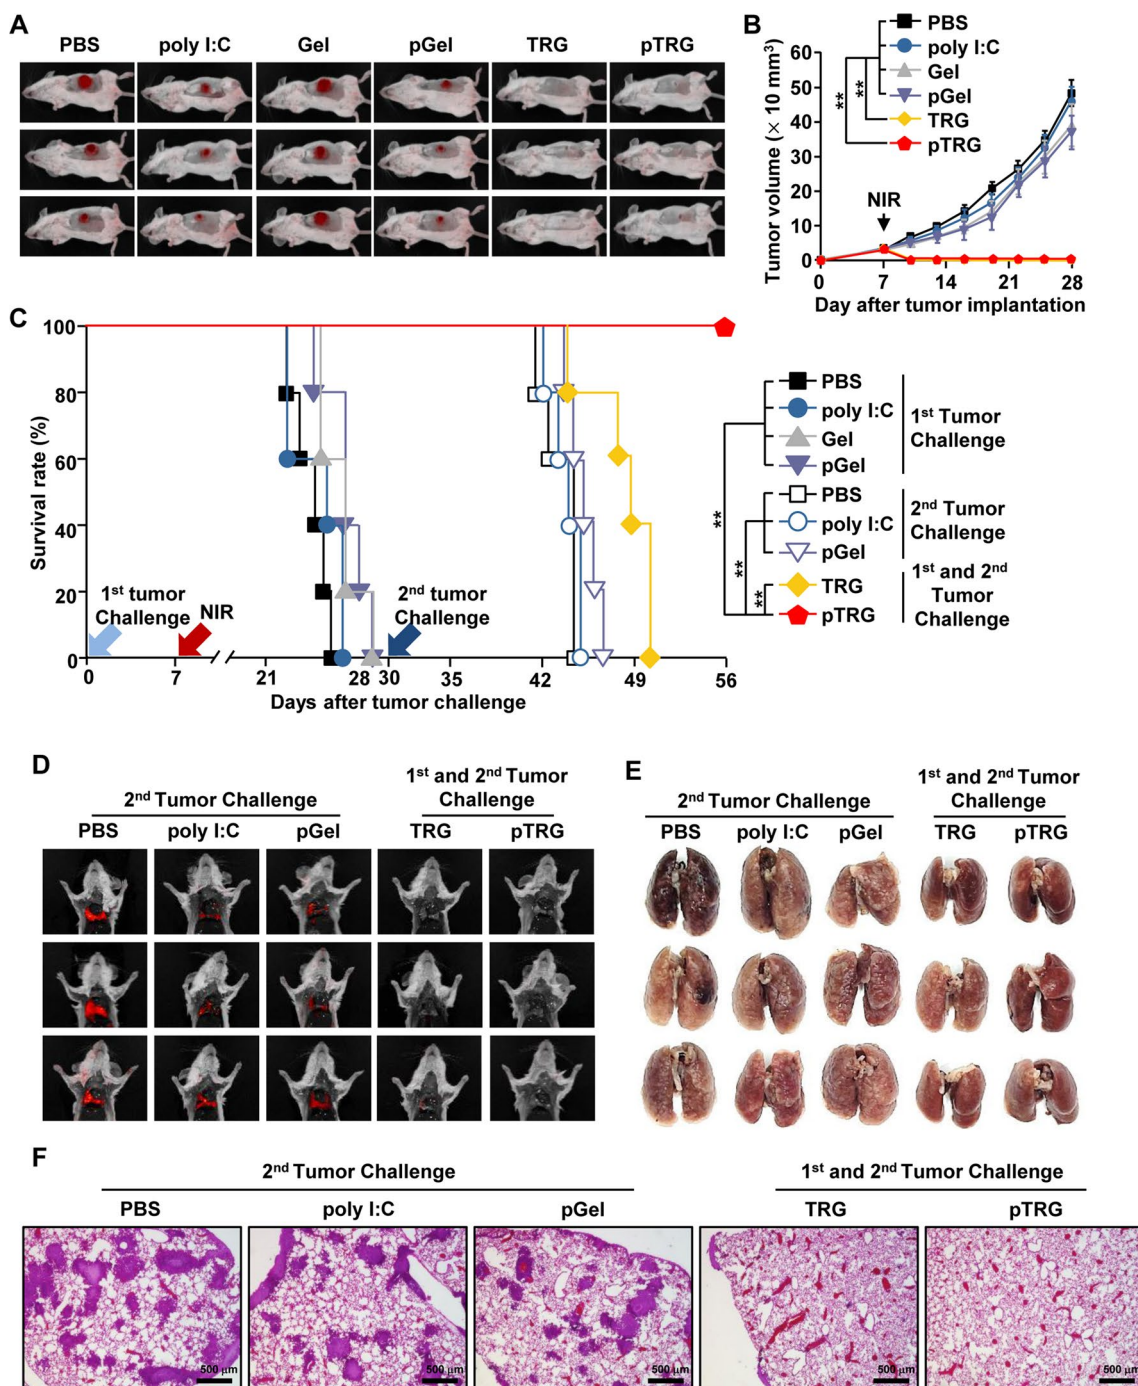 A
PBS poly I:C Gel pGel TRG pTRG
B
Tumor volume (× 10 mm³)
60
50
40
30
20
10
0
NIR
0 7 14 21 28
Day after tumor implantation
PBS
poly I:C
Gel
pGel
TRG
pTRG
**
**
C
Survival rate (%)
100
80
60
40
20
0
1st tumor
Challenge
NIR
2nd tumor
Challenge
0 7 21 28 30 35 42 49 56
Days after tumor challenge
PBS
poly I:C
Gel
pGel
1st Tumor
Challenge
PBS
poly I:C
pGel
2nd Tumor
Challenge
TRG
pTRG
1st and 2nd
Tumor
Challenge
**
**
**
D
2nd Tumor Challenge
1st and 2nd Tumor
Challenge
PBS poly I:C pGel TRG pTRG
E
2nd Tumor Challenge
1st and 2nd Tumor
Challenge
PBS poly I:C pGel TRG pTRG
F
2nd Tumor Challenge 1st and 2nd Tumor Challenge
PBS poly I:C pGel TRG pTRG
500 μm 500 μm 500 μm 500 μm 500 μm